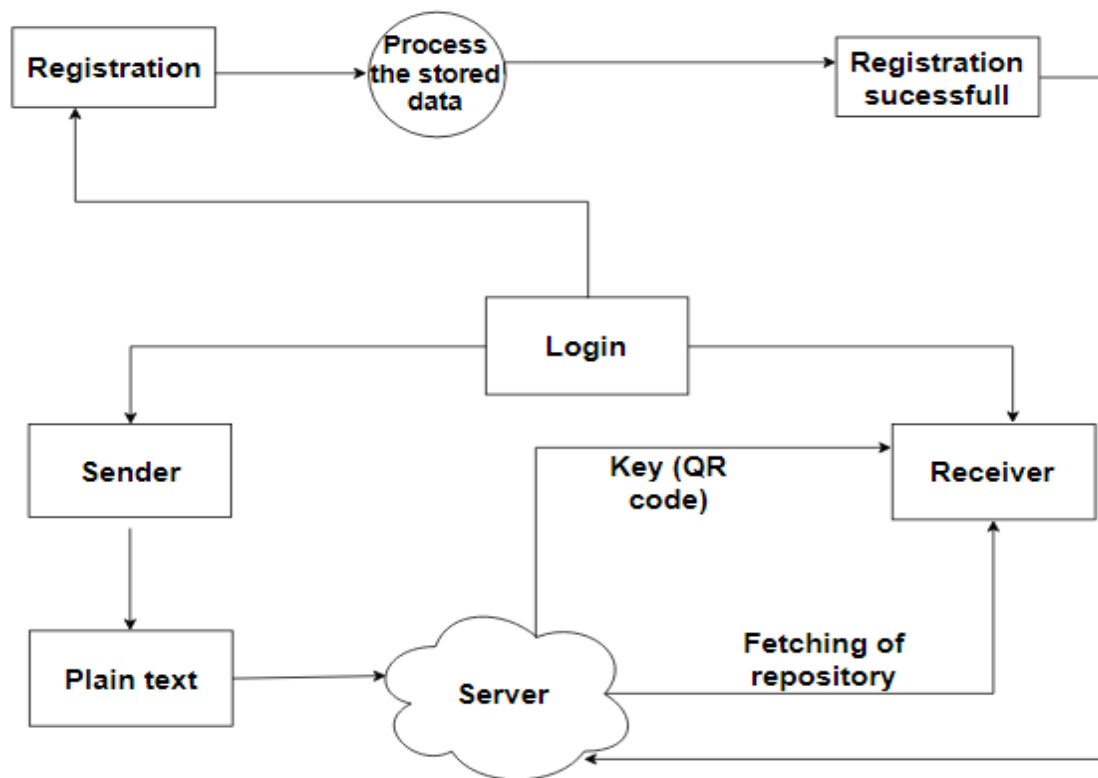 Registration
Process
the stored
data
Registration
sucessfull
Login
Sender
Key (QR
code)
Receiver
Plain text
Server
Fetching of
repository